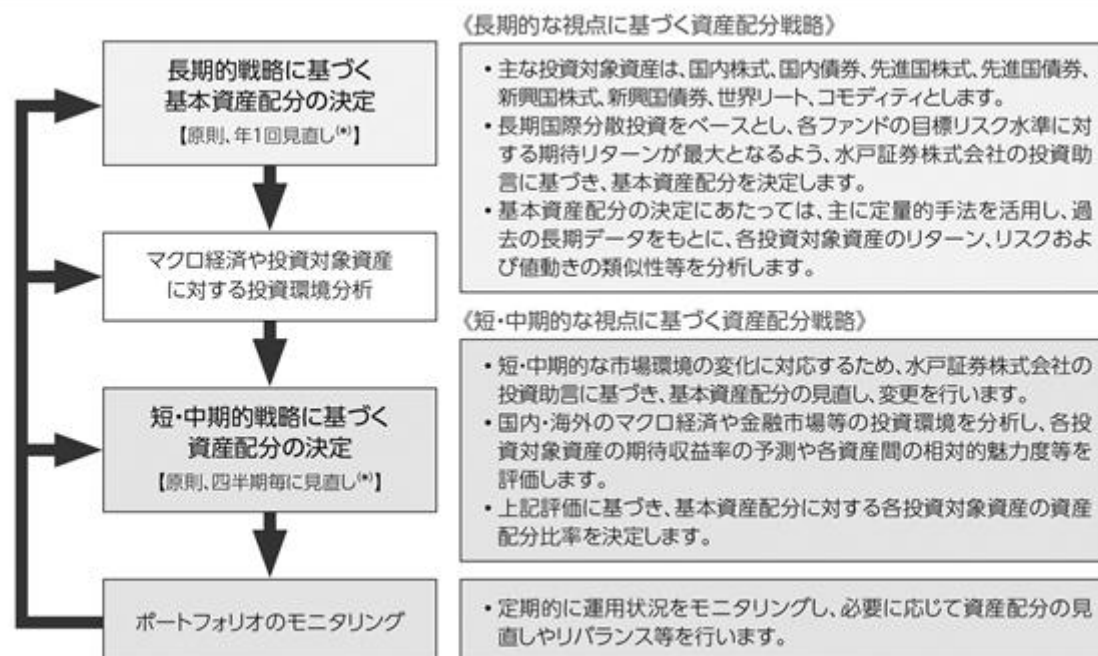 長期的戦略に基づく
基本資産配分の決定
【原則、年1回見直し(*)】
マクロ経済や投資対象資産
に対する投資環境分析
短・中期的戦略に基づく
資産配分の決定
【原則、四半期毎に見直し(*)】
ポートフォリオのモニタリング
《長期的な視点に基づく資産配分戦略》
・主な投資対象資産は、国内株式、国内債券、先進国株式、先進国債券、
新興国株式、新興国債券、世界リート、コモディティとします。
・長期国際分散投資をベースとし、各ファンドの目標リスク水準に対
する期待リターンが最大となるよう、水戸証券株式会社の投資助
言に基づき、基本資産配分を決定します。
・基本資産配分の決定にあたっては、主に定量的手法を活用し、過
去の長期データをもとに、各投資対象資産のリターン、リスクおよ
び値動きの類似性等を分析します。
《短・中期的な視点に基づく資産配分戦略》
・短・中期的な市場環境の変化に対応するため、水戸証券株式会社の
投資助言に基づき、基本資産配分の見直し、変更を行います。
・国内・海外のマクロ経済や金融市場等の投資環境を分析し、各投
資対象資産の期待収益率の予測や各資産間の相対的魅力度等を
評価します。
・上記評価に基づき、基本資産配分に対する各投資対象資産の資産
配分比率を決定します。
・定期的に運用状況をモニタリングし、必要に応じて資産配分の見
直しやリバランス等を行います。